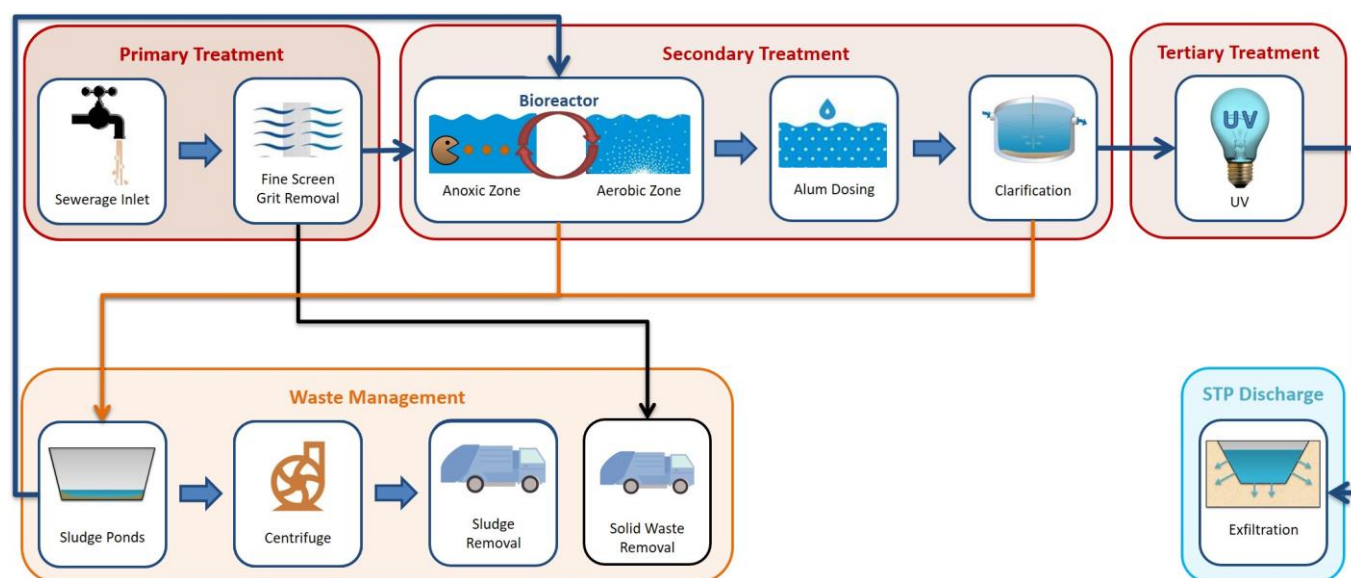 Primary Treatment
Sewerage Inlet
Fine Screen
Grit Removal
Secondary Treatment
Bioreactor
Anoxic Zone
Aerobic Zone
Alum Dosing
Clarification
Tertiary Treatment
UV
UV
Waste Management
Sludge Ponds
Centrifuge
Sludge
Removal
Solid Waste
Removal
STP Discharge
Exfiltration